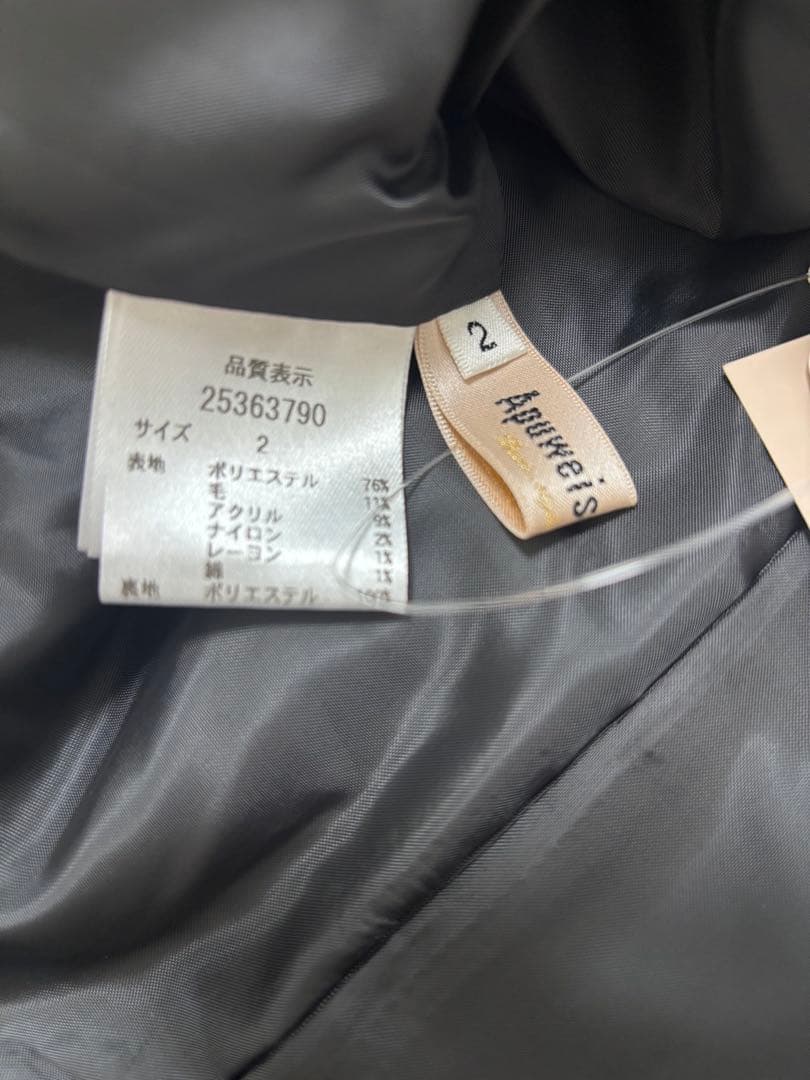 品質表示
25363790
サイズ 2
表地 ポリエステル 76%
毛 11%
アクリル 9%
ナイロン 2%
レーヨン 1%
綿 1%
裏地 ポリエステル 100%
2
Apuweis